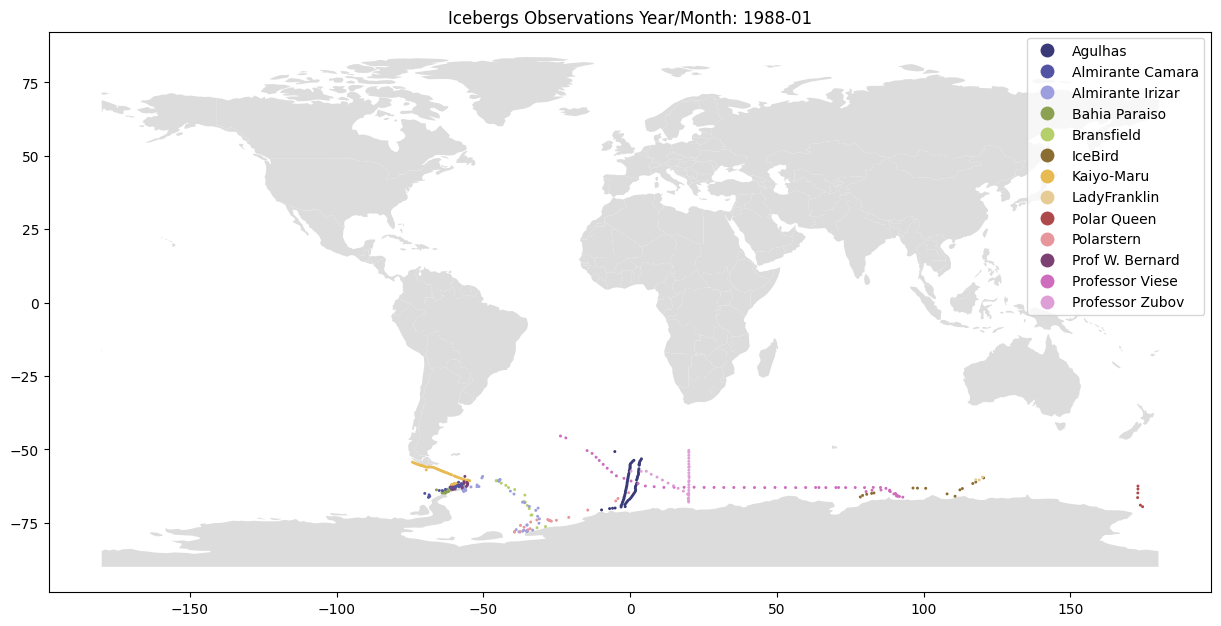 Icebergs Observations Year/Month: 1988-01
Agulhas
Almirante Camara
Almirante Irizar
Bahia Paraiso
Bransfield
IceBird
Kaiyo-Maru
LadyFranklin
Polar Queen
Polarstern
Prof W. Bernard
Professor Viese
Professor Zubov
75
50
25
0
−25
−50
−75
−150
−100
−50
0
50
100
150